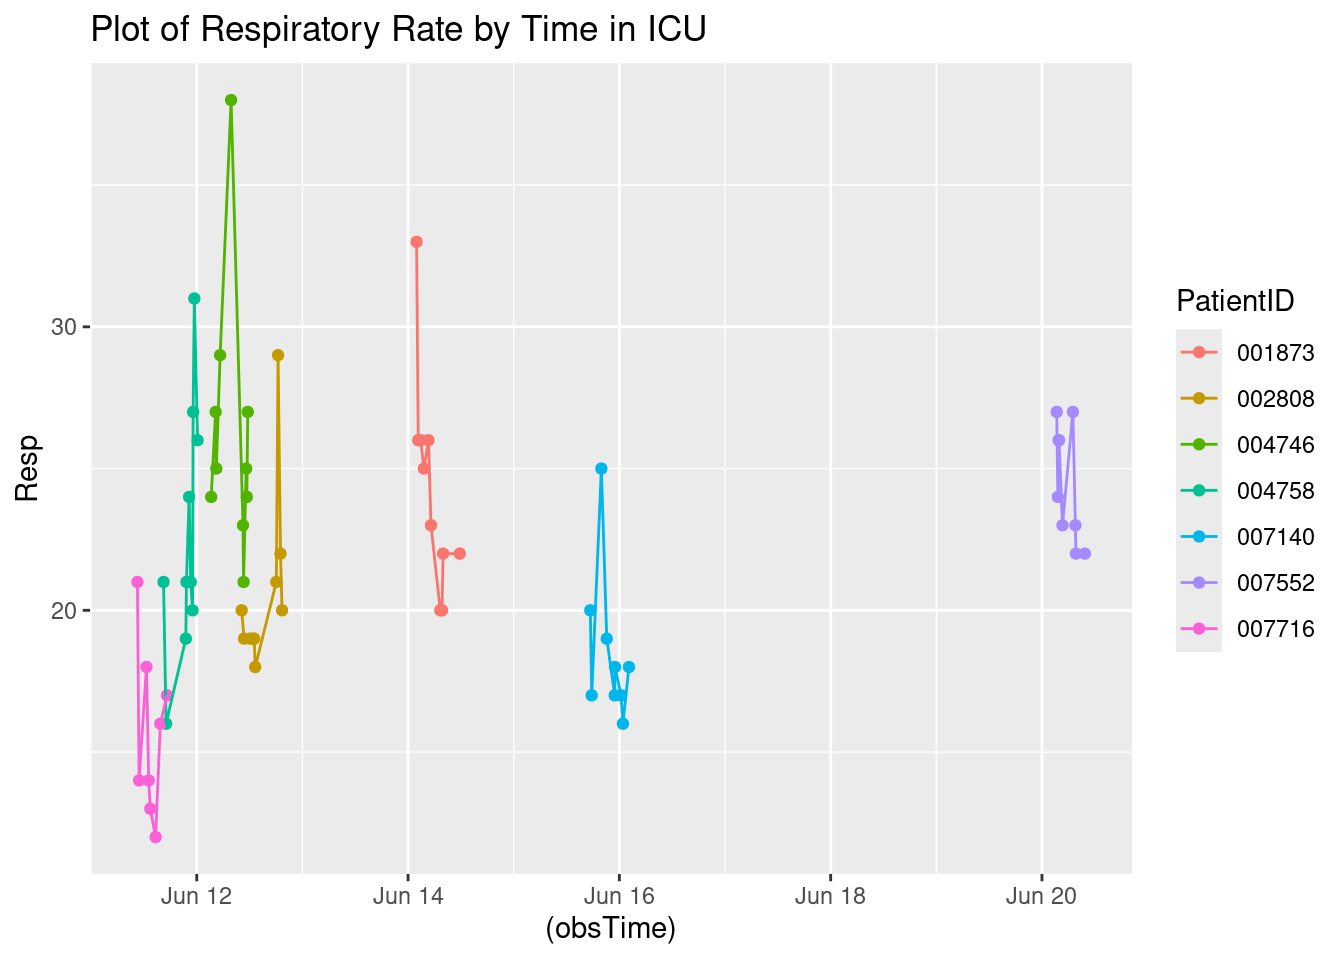 Plot of Respiratory Rate by Time in ICU
Resp
30
20
Jun 12
Jun 14
Jun 16
Jun 18
Jun 20
(obsTime)
PatientID
001873
002808
004746
004758
007140
007552
007716